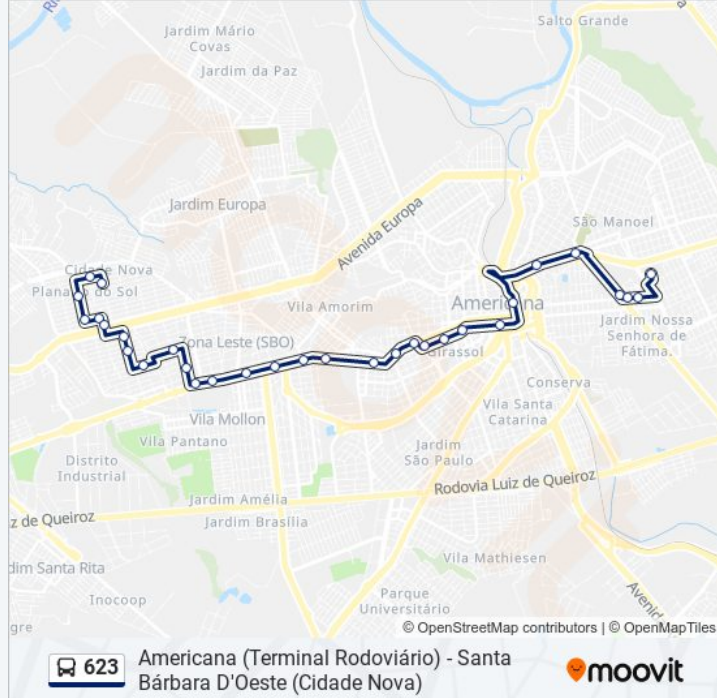 Salto Grande
Jardim Mário
Covas
Jardim da Paz
Jardim Europa
Avenida Europa
São Manoel
Cidade Nova
Planalto do Sol
Vila Amorim
Americana
Jardim Nossa
Senhora de
Fátima.
Zona Leste (SBO)
Girassol
Conserva
Vila Mollon
Vila Santa
Catarina
Vila Pantano
Jardim
São Paulo
Distrito
Industrial
Rodovia Luiz de Queiroz
Jardim Amélia
z de Queiroz
Jardim Brasília
dim Santa Rita
Vila Mathiesen
Inocoop
Parque
Universitário
Avenid
gre
© OpenStreetMap contributors | © OpenMapTiles
623
Americana (Terminal Rodoviário) - Santa
Bárbara D'Oeste (Cidade Nova)
moovit